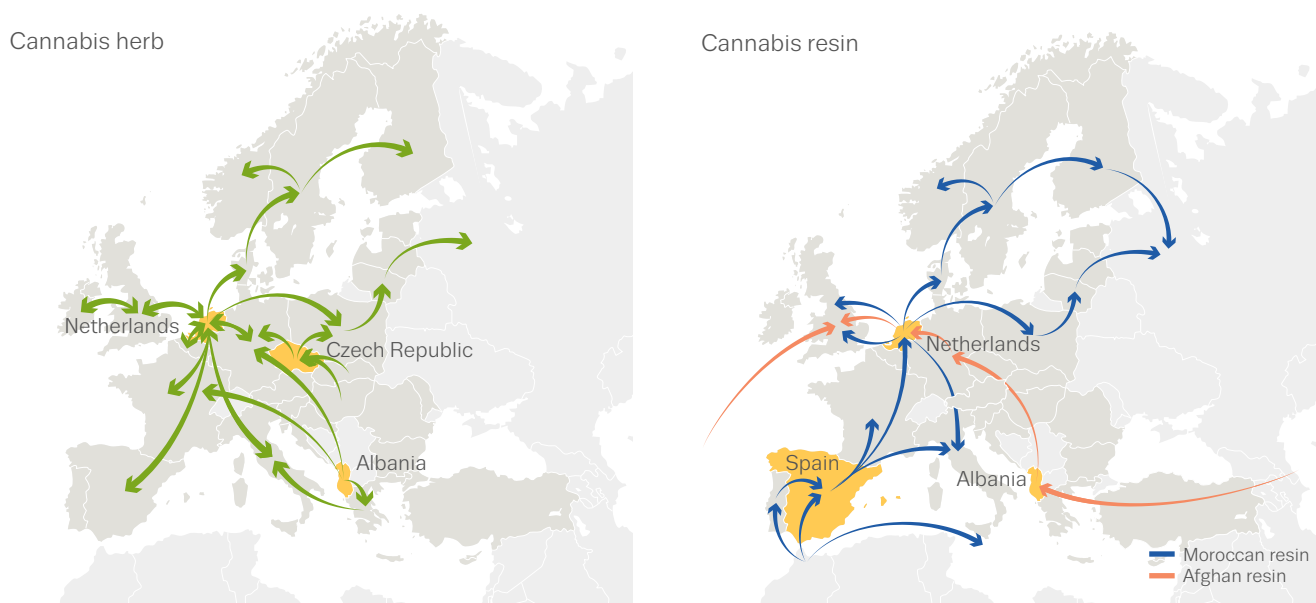 Cannabis herb
Netherlands
Czech Republic
Albania
Cannabis resin
Netherlands
Spain
Albania
Moroccan resin
Afghan resin